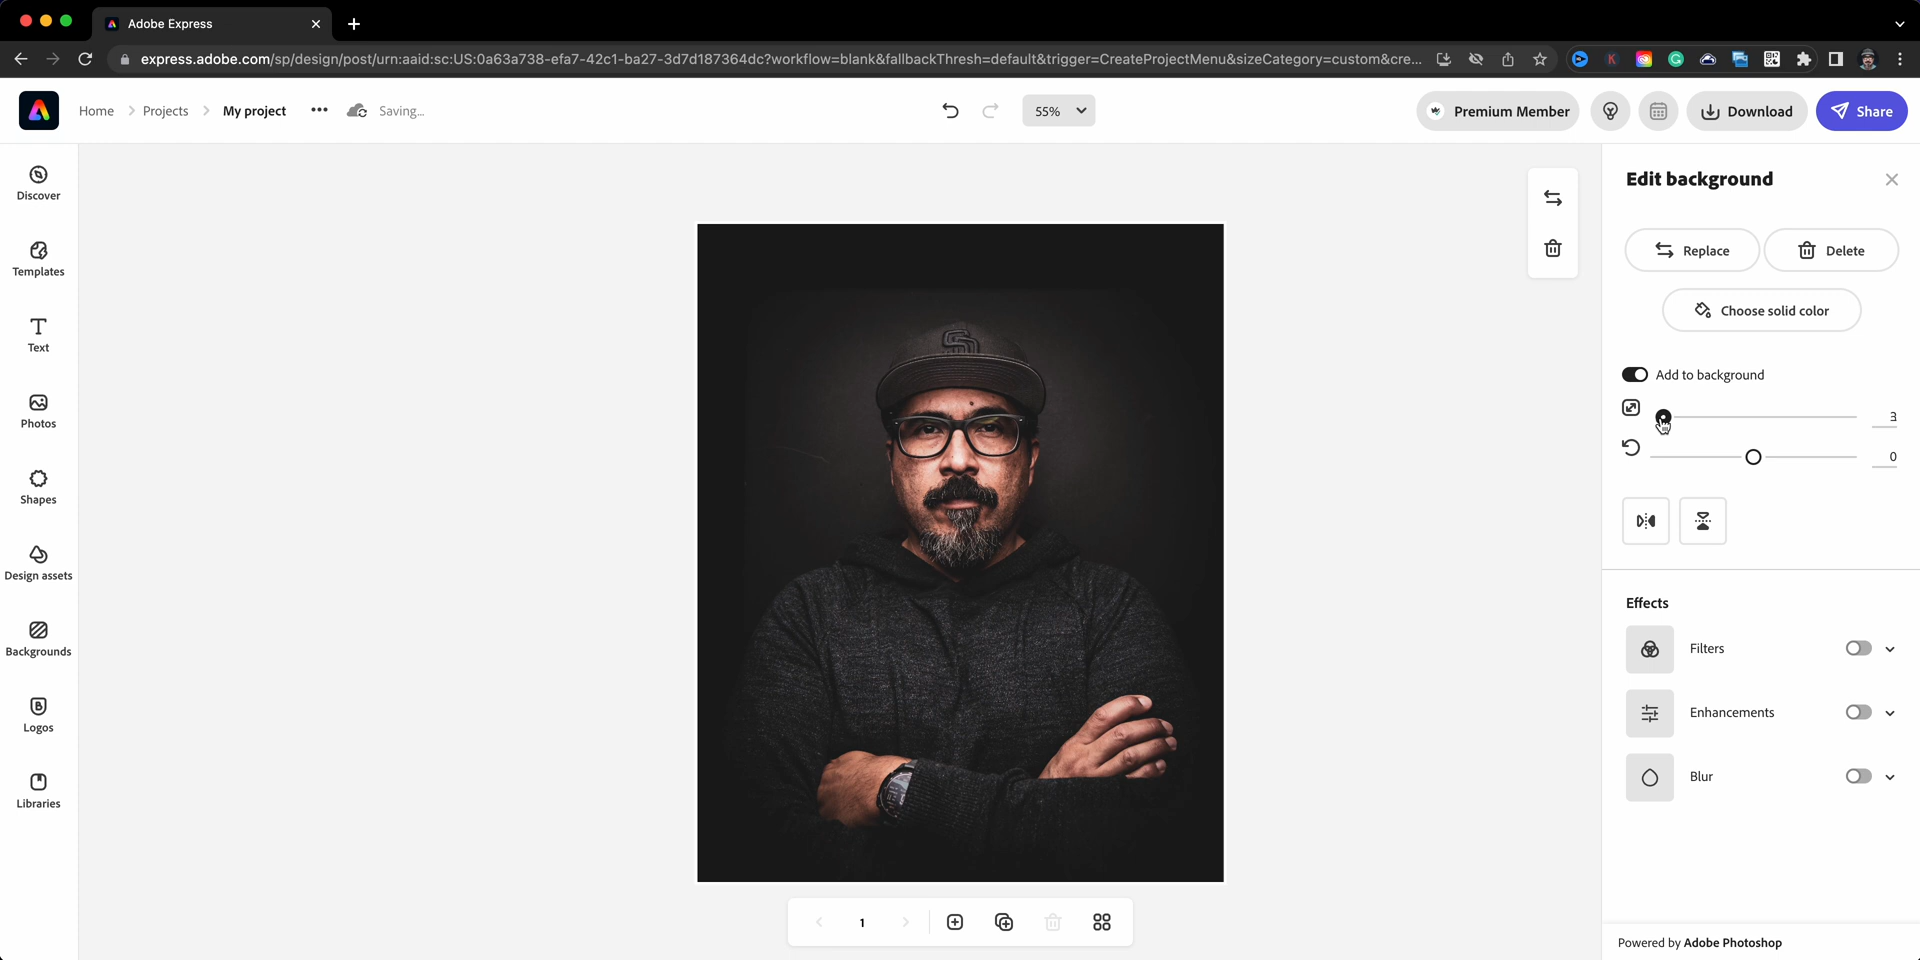 Adobe Express
express.adobe.com/sp/design/post/urn:aaid:sc:US:0a63a738-efa7-42c1-ba27-3d7d187364dc?workflow=blank&fallbackThresh=default&trigger=CreateProjectMenu&sizeCategory=custom&cre...
Home
Projects
My project
Saving...
55%
Premium Member
Download
Share
Discover
Templates
Text
Photos
Shapes
Design assets
Backgrounds
Logos
Libraries
SD
1
Edit background
Replace
Delete
Choose solid color
Add to background
3
0
Effects
Filters
Enhancements
Blur
Powered by Adobe Photoshop